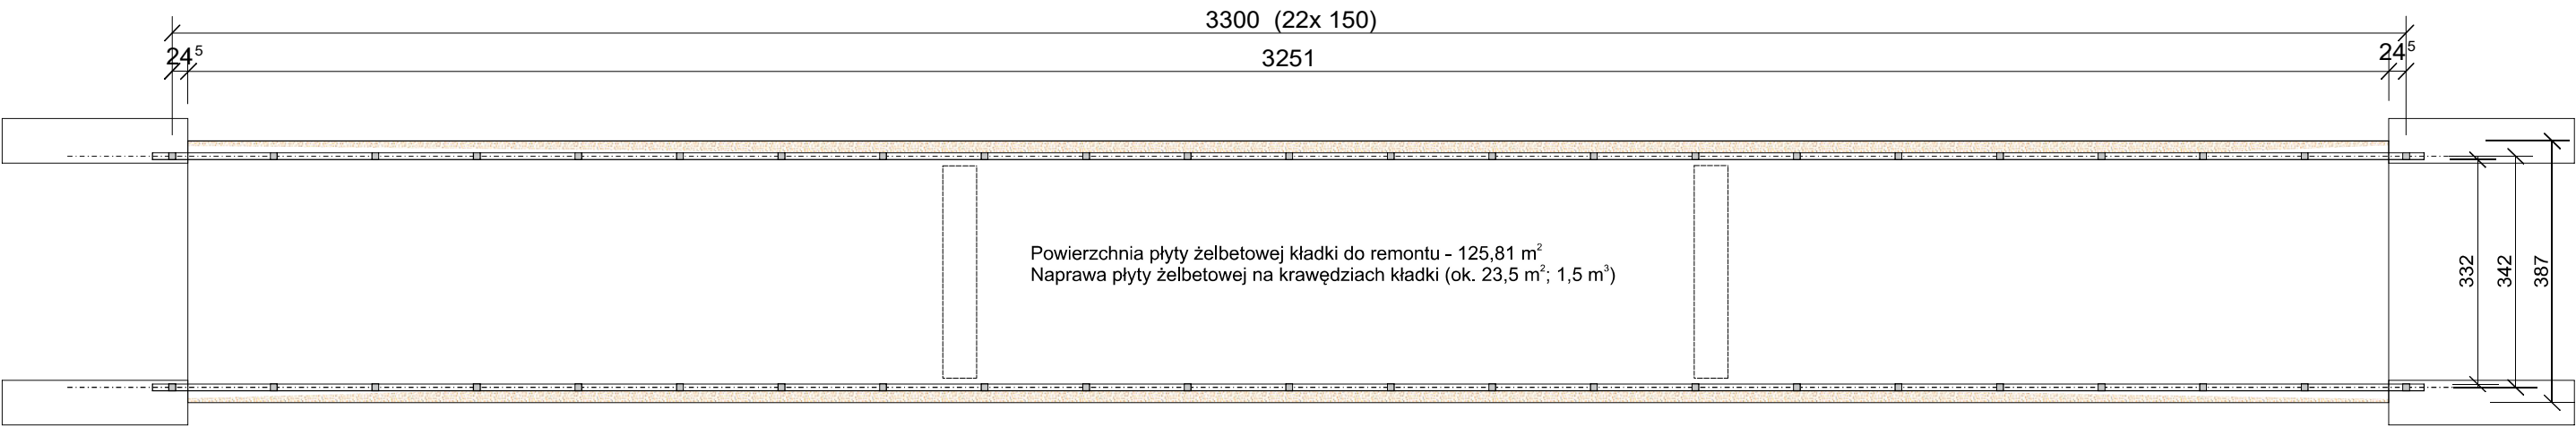 3300 (22x 150)
24⁵
3251
24⁵
Powierzchnia płyty żelbetowej kładki do remontu - 125,81 m²
Naprawa płyty żelbetowej na krawędziach kładki (ok. 23,5 m²; 1,5 m³)
332
342
387